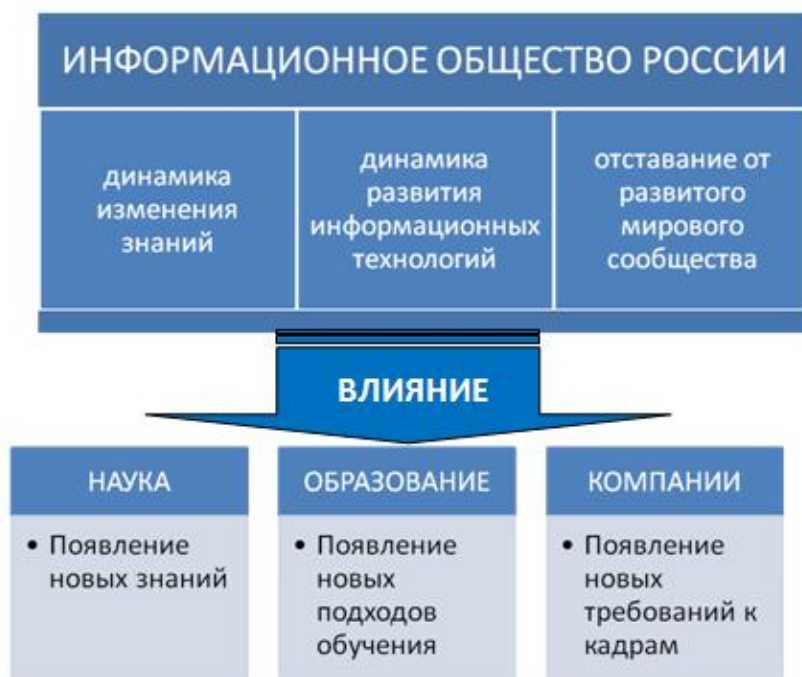 ИНФОРМАЦИОННОЕ ОБЩЕСТВО РОССИИ
динамика
изменения
знаний
динамика
развития
информационных
технологий
отставание от
развитого
мирового
сообщества
ВЛИЯНИЕ
НАУКА
• Появление
новых знаний
ОБРАЗОВАНИЕ
• Появление
новых
подходов
обучения
КОМПАНИИ
• Появление
новых
требований к
кадрам